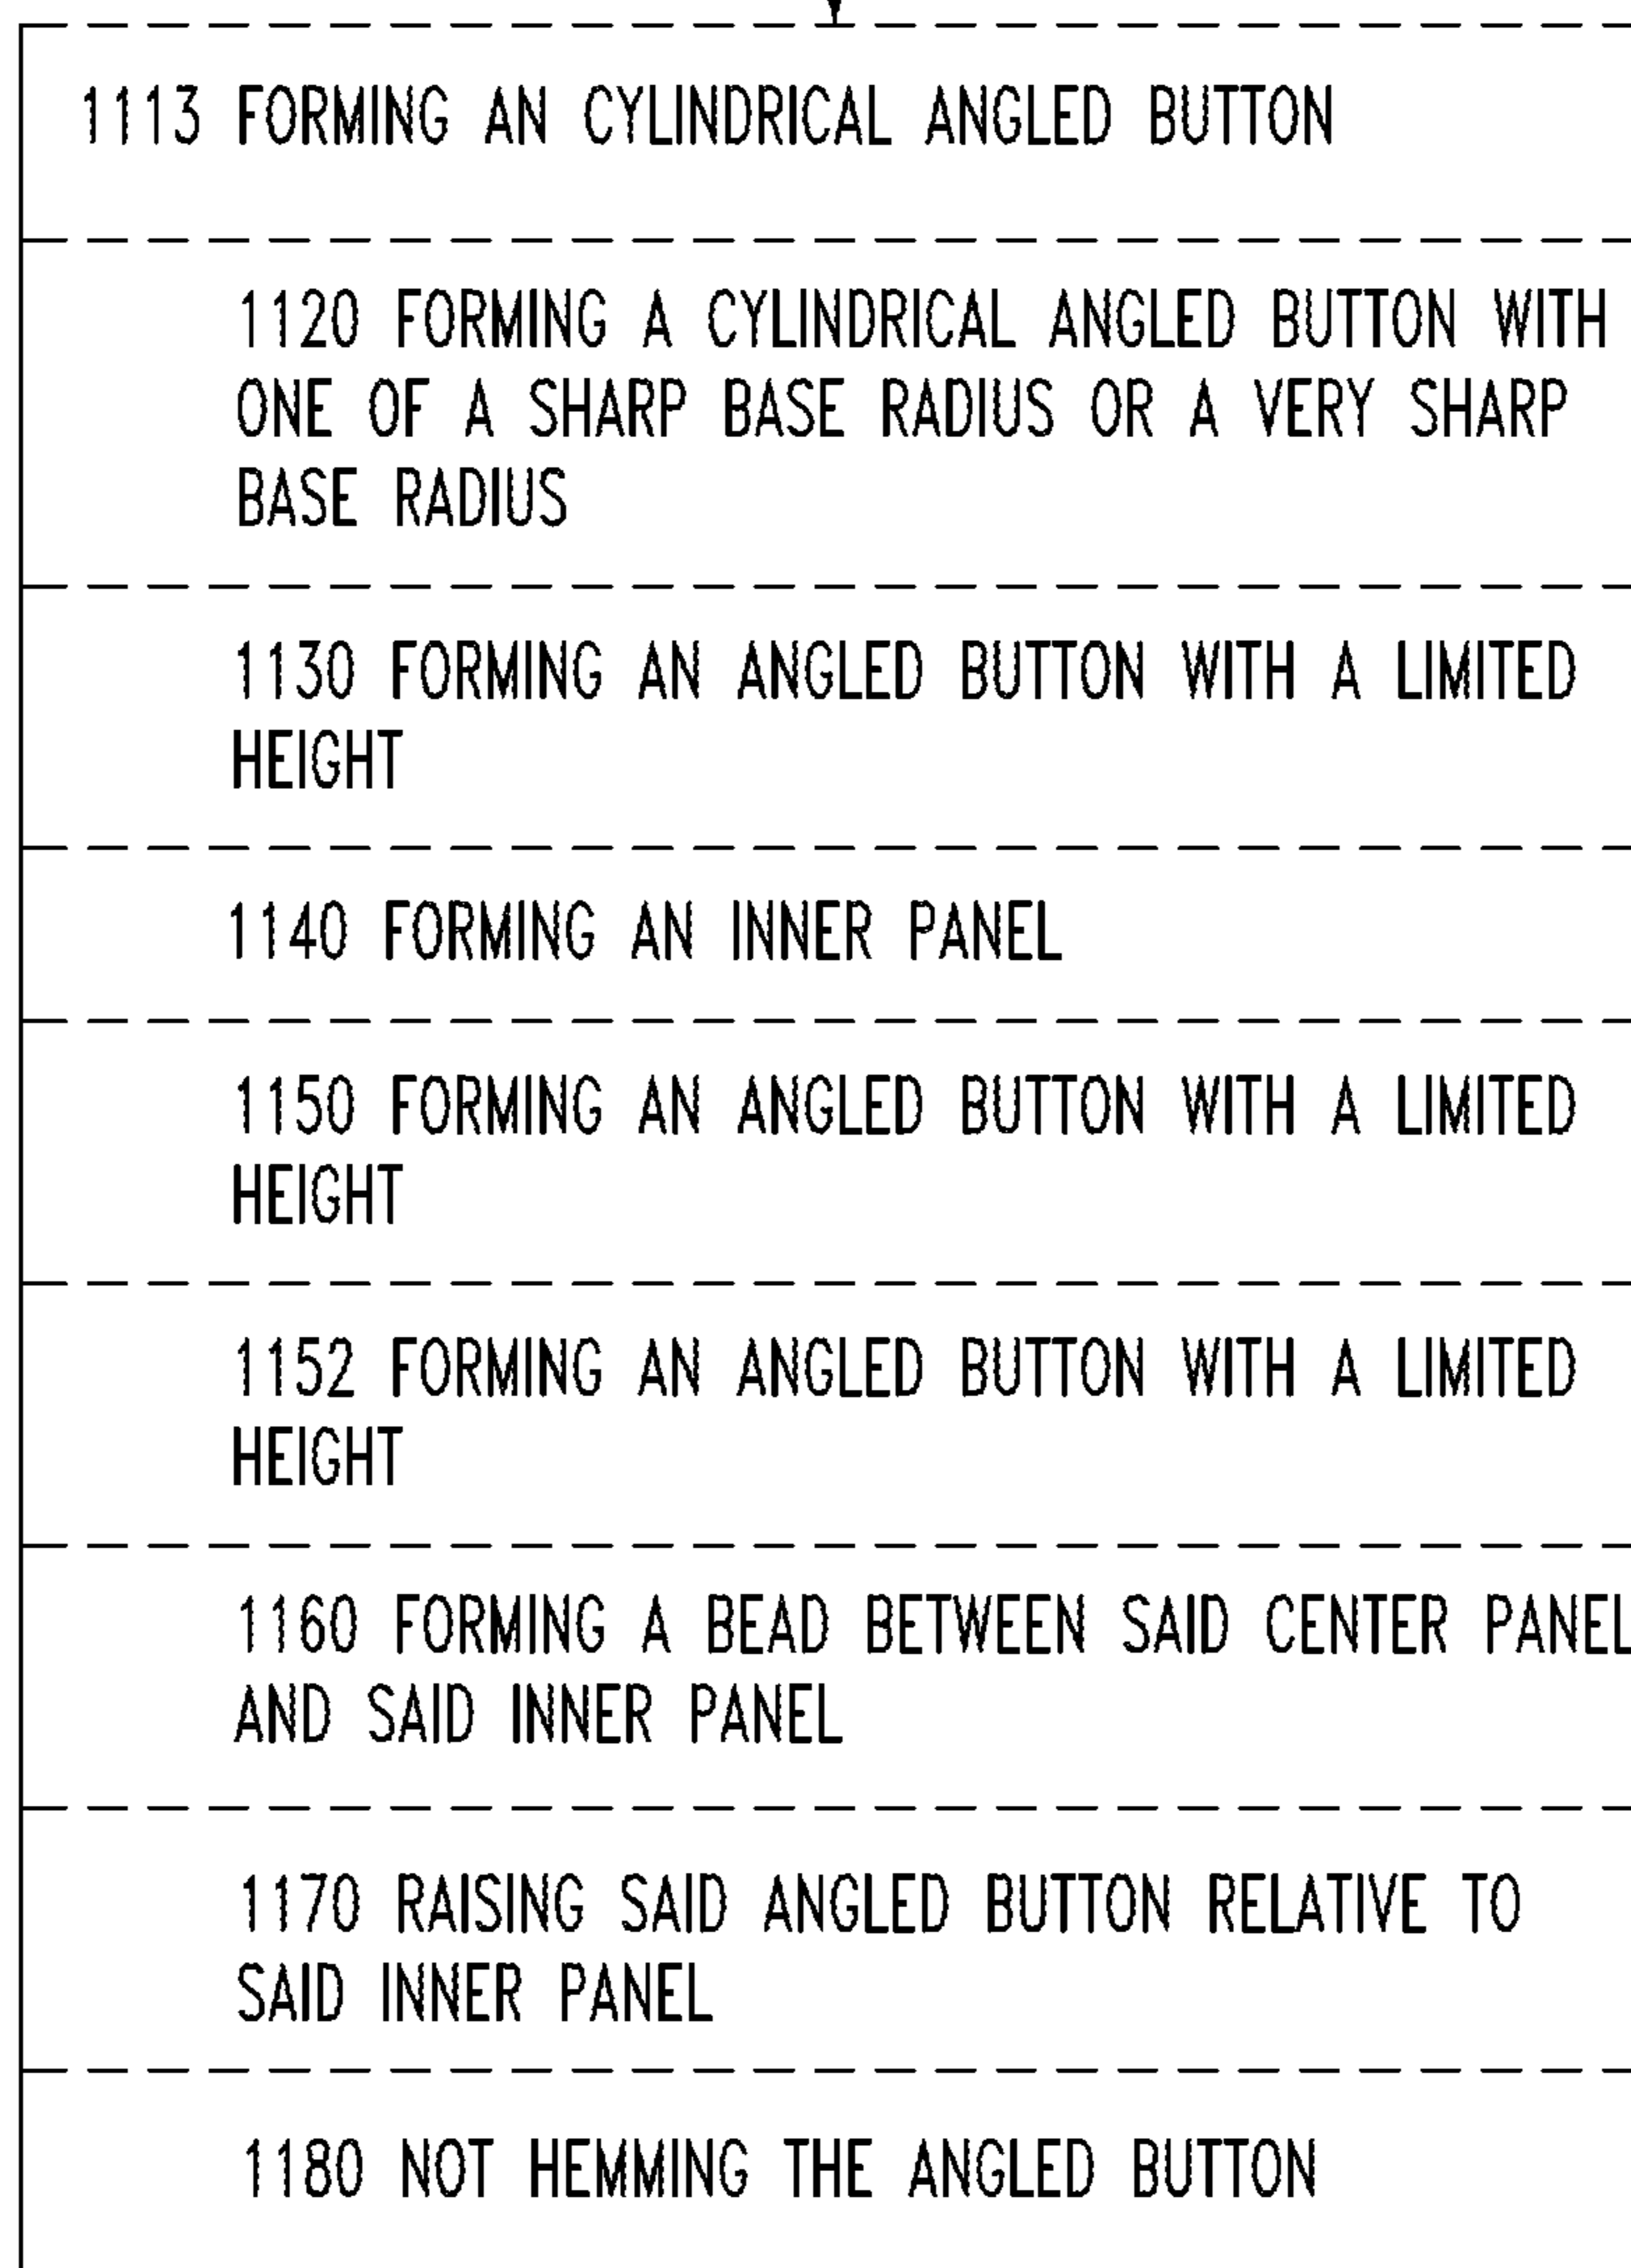 1113 FORMING AN CYLINDRICAL ANGLED BUTTON
1120 FORMING A CYLINDRICAL ANGLED BUTTON WITH
ONE OF A SHARP BASE RADIUS OR A VERY SHARP
BASE RADIUS
1130 FORMING AN ANGLED BUTTON WITH A LIMITED
HEIGHT
1140 FORMING AN INNER PANEL
1150 FORMING AN ANGLED BUTTON WITH A LIMITED
HEIGHT
1152 FORMING AN ANGLED BUTTON WITH A LIMITED
HEIGHT
1160 FORMING A BEAD BETWEEN SAID CENTER PANEL
AND SAID INNER PANEL
1170 RAISING SAID ANGLED BUTTON RELATIVE TO
SAID INNER PANEL
1180 NOT HEMMING THE ANGLED BUTTON